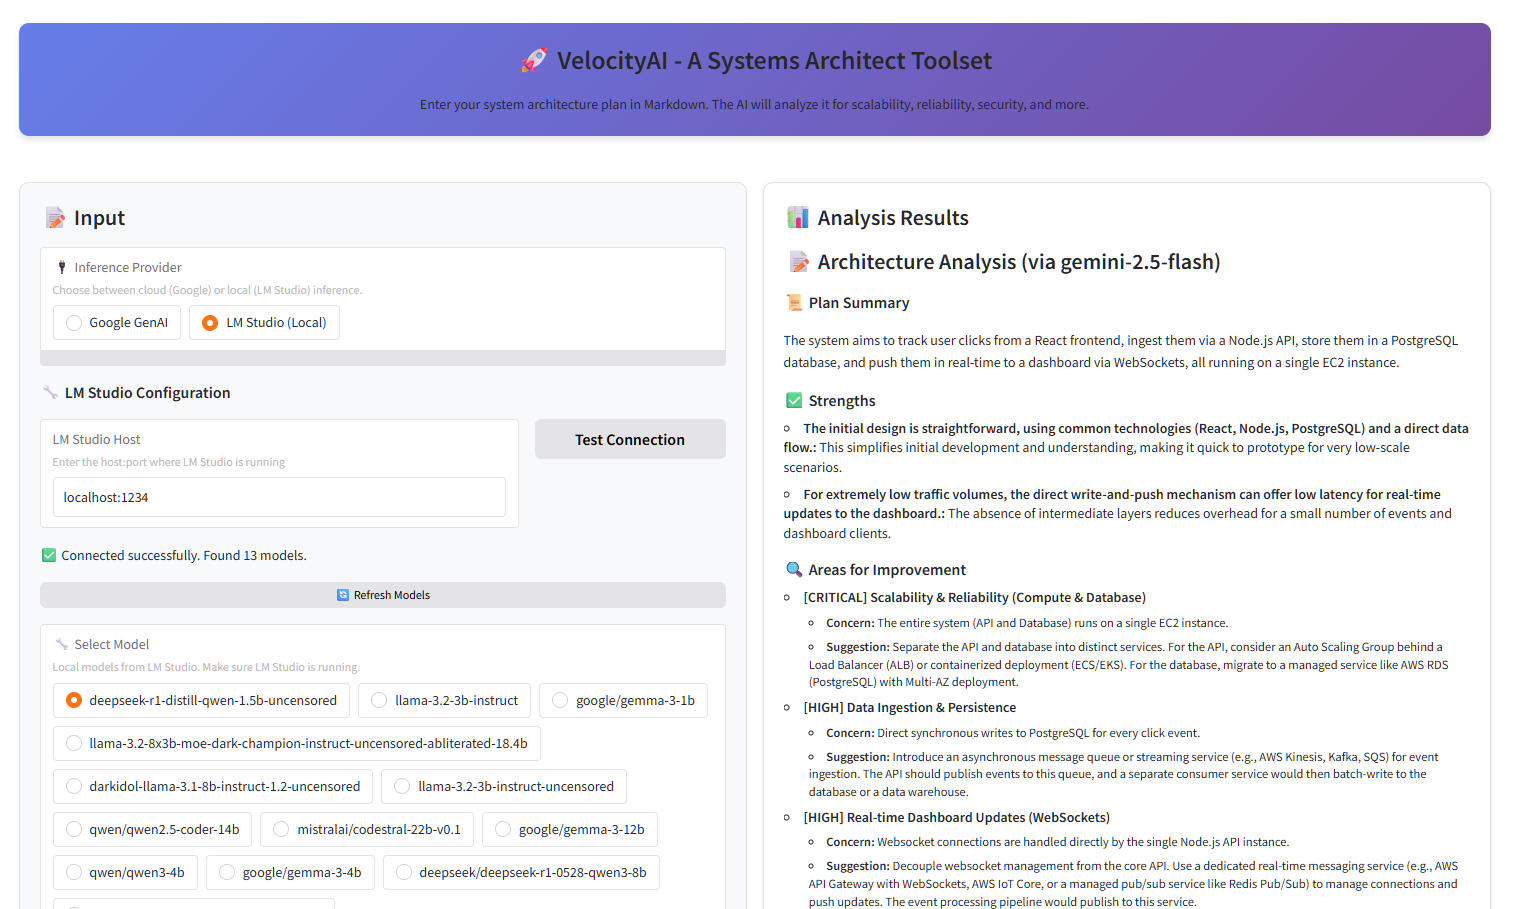 🚀 VelocityAI - A Systems Architect Toolset
Enter your system architecture plan in Markdown. The AI will analyze it for scalability, reliability, security, and more.
📝 Input
Inference Provider
Choose between cloud (Google) or local (LM Studio) inference.
Google GenAI
LM Studio (Local)
🔧 LM Studio Configuration
LM Studio Host
Enter the host:port where LM Studio is running
localhost:1234
Test Connection
✅ Connected successfully. Found 13 models.
🔄 Refresh Models
🔧 Select Model
Local models from LM Studio. Make sure LM Studio is running.
deepseek-r1-distill-qwen-1.5b-uncensored
llama-3.2-3b-instruct
google/gemma-3-1b
llama-3.2-8x3b-moe-dark-champion-instruct-uncensored-abliterated-18.4b
darkidol-llama-3.1-8b-instruct-1.2-uncensored
llama-3.2-3b-instruct-uncensored
qwen/qwen2.5-coder-14b
mistralai/codestral-22b-v0.1
google/gemma-3-12b
qwen/qwen3-4b
google/gemma-3-4b
deepseek/deepseek-r1-0528-qwen3-8b
📊 Analysis Results
📝 Architecture Analysis (via gemini-2.5-flash)
📜 Plan Summary
The system aims to track user clicks from a React frontend, ingest them via a Node.js API, store them in a PostgreSQL
database, and push them in real-time to a dashboard via WebSockets, all running on a single EC2 instance.
✅ Strengths
The initial design is straightforward, using common technologies (React, Node.js, PostgreSQL) and a direct data
flow.: This simplifies initial development and understanding, making it quick to prototype for very low-scale
scenarios.
For extremely low traffic volumes, the direct write-and-push mechanism can offer low latency for real-time
updates to the dashboard.: The absence of intermediate layers reduces overhead for a small number of events and
dashboard clients.
🔍 Areas for Improvement
[CRITICAL] Scalability & Reliability (Compute & Database)
Concern: The entire system (API and Database) runs on a single EC2 instance.
Suggestion: Separate the API and database into distinct services. For the API, consider an Auto Scaling Group behind a
Load Balancer (ALB) or containerized deployment (ECS/EKS). For the database, migrate to a managed service like AWS RDS
(PostgreSQL) with Multi-AZ deployment.
[HIGH] Data Ingestion & Persistence
Concern: Direct synchronous writes to PostgreSQL for every click event.
Suggestion: Introduce an asynchronous message queue or streaming service (e.g., AWS Kinesis, Kafka, SQS) for event
ingestion. The API should publish events to this queue, and a separate consumer service would then batch-write to the
database or a data warehouse.
[HIGH] Real-time Dashboard Updates (WebSockets)
Concern: Websocket connections are handled directly by the single Node.js API instance.
Suggestion: Decouple websocket management from the core API. Use a dedicated real-time messaging service (e.g., AWS
API Gateway with WebSockets, AWS IoT Core, or a managed pub/sub service like Redis Pub/Sub) to manage connections and
push updates. The event processing pipeline would publish to this service.